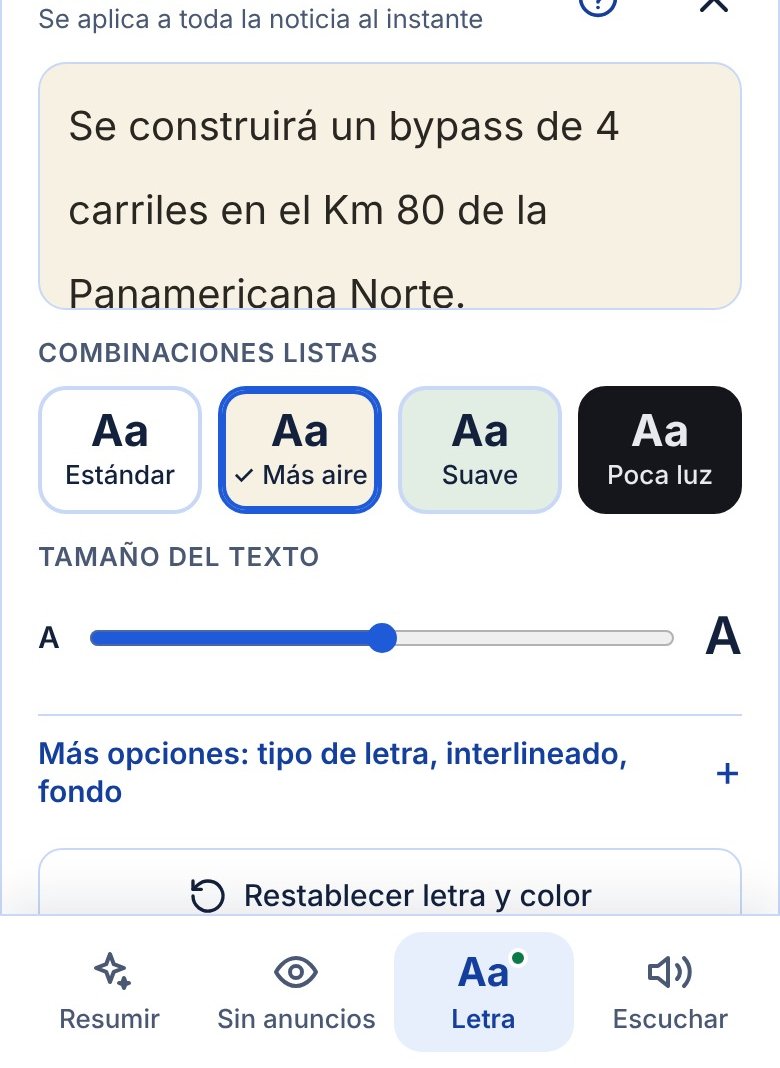 Se aplica a toda la noticia al instante
?
Se construirá un bypass de 4
carriles en el Km 80 de la
Panamericana Norte.
COMBINACIONES LISTAS
Aa Aa Aa Aa
Estándar ✓ Más aire Suave Poca luz
TAMAÑO DEL TEXTO
A A
Más opciones: tipo de letra, interlineado,
fondo +
Restablecer letra y color
Aa
Resumir Sin anuncios Letra Escuchar